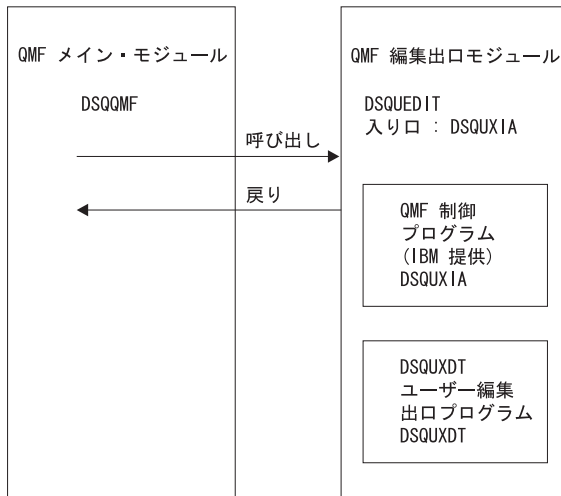 QMF メイン・モジュール
DSQQMF
呼び出し
戻り
QMF 編集出口モジュール
DSQUEDIT
入り口 : DSQUXIA
QMF 制御
プログラム
(IBM 提供)
DSQUXIA
DSQUXDT
ユーザー編集
出口プログラム
DSQUXDT